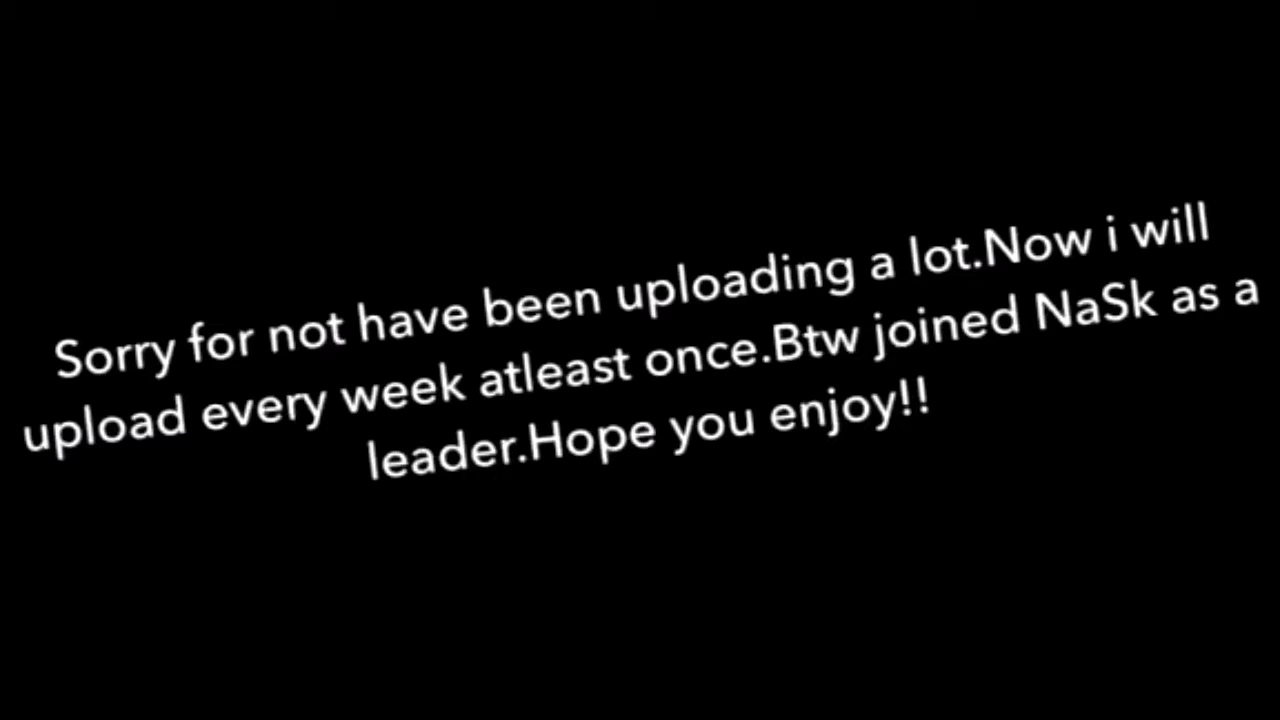 Sorry for not have been uploading a lot.Now i will
upload every week atleast once.Btw joined NaSk as a
leader.Hope you enjoy!!